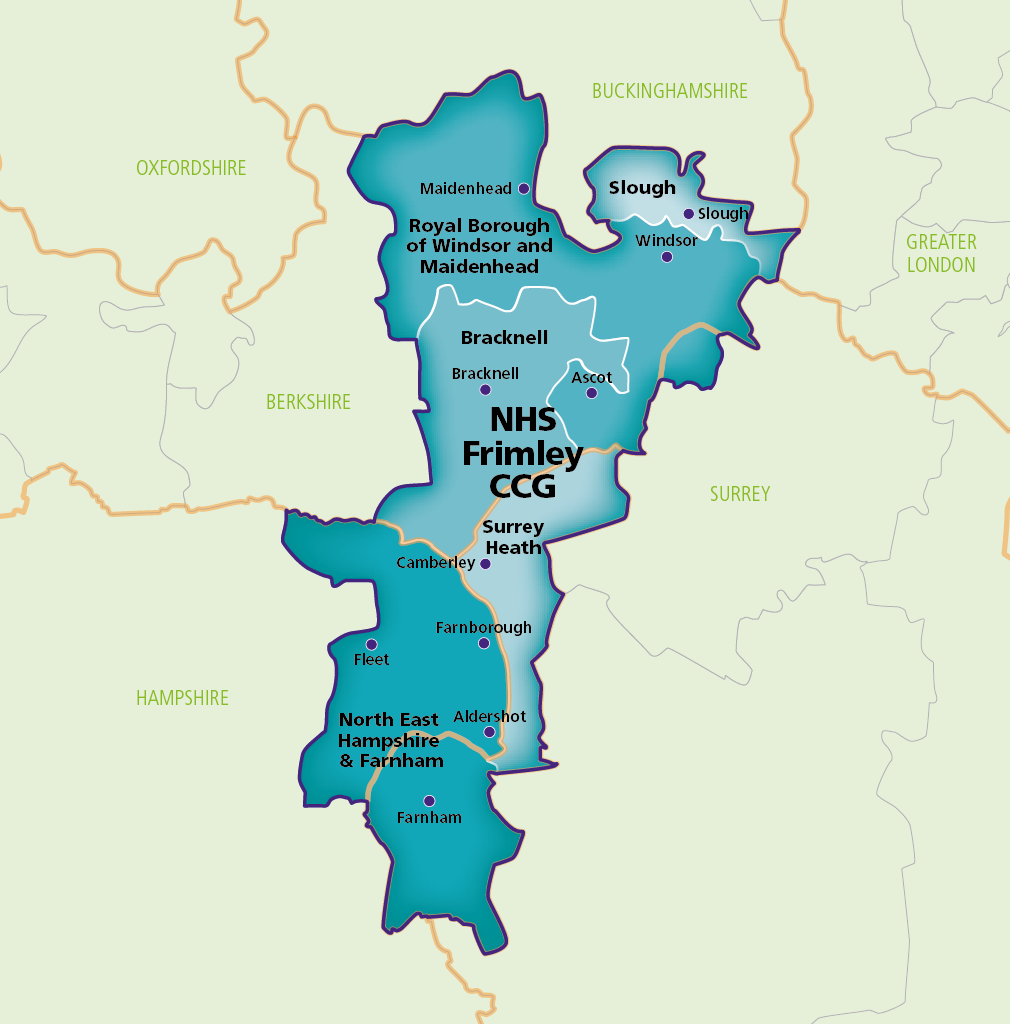 BUCKINGHAMSHIRE
OXFORDSHIRE
Maidenhead
Slough
Slough
Royal Borough
of Windsor and
Maidenhead
Windsor
GREATER
LONDON
Bracknell
Bracknell
Ascot
BERKSHIRE
NHS
Frimley
CCG
SURREY
Surrey
Heath
Camberley
Farnborough
Fleet
HAMPSHIRE
North East
Hampshire
& Farnham
Aldershot
Farnham